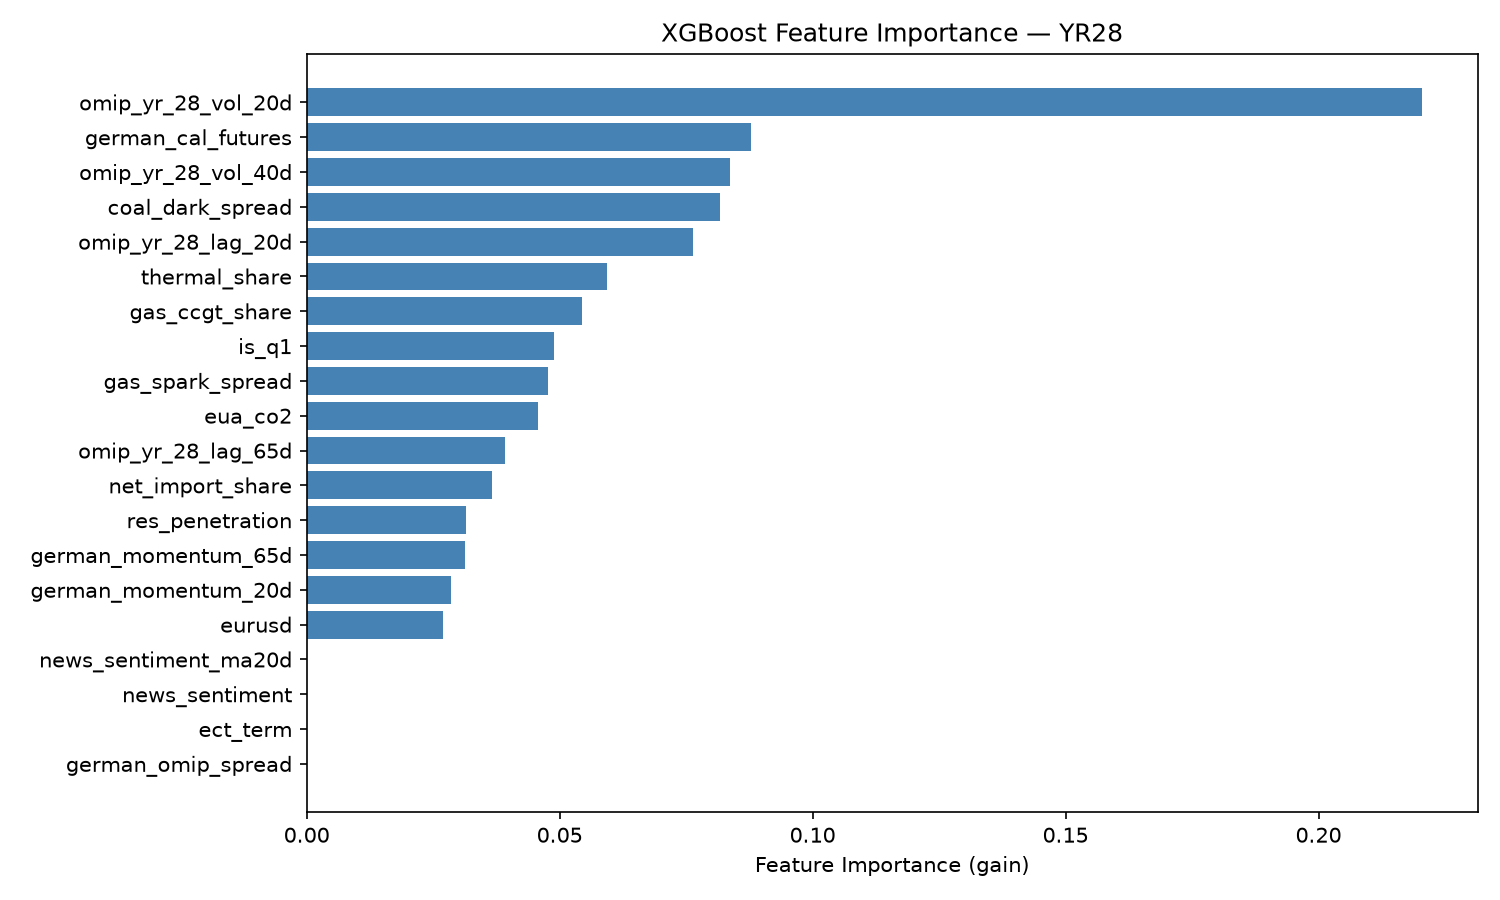 XGBoost Feature Importance — YR28
omip_yr_28_vol_20d
german_cal_futures
omip_yr_28_vol_40d
coal_dark_spread
omip_yr_28_lag_20d
thermal_share
gas_ccgt_share
is_q1
gas_spark_spread
eua_co2
omip_yr_28_lag_65d
net_import_share
res_penetration
german_momentum_65d
german_momentum_20d
eurusd
news_sentiment_ma20d
news_sentiment
ect_term
german_omip_spread
0.00 0.05 0.10 0.15 0.20
Feature Importance (gain)